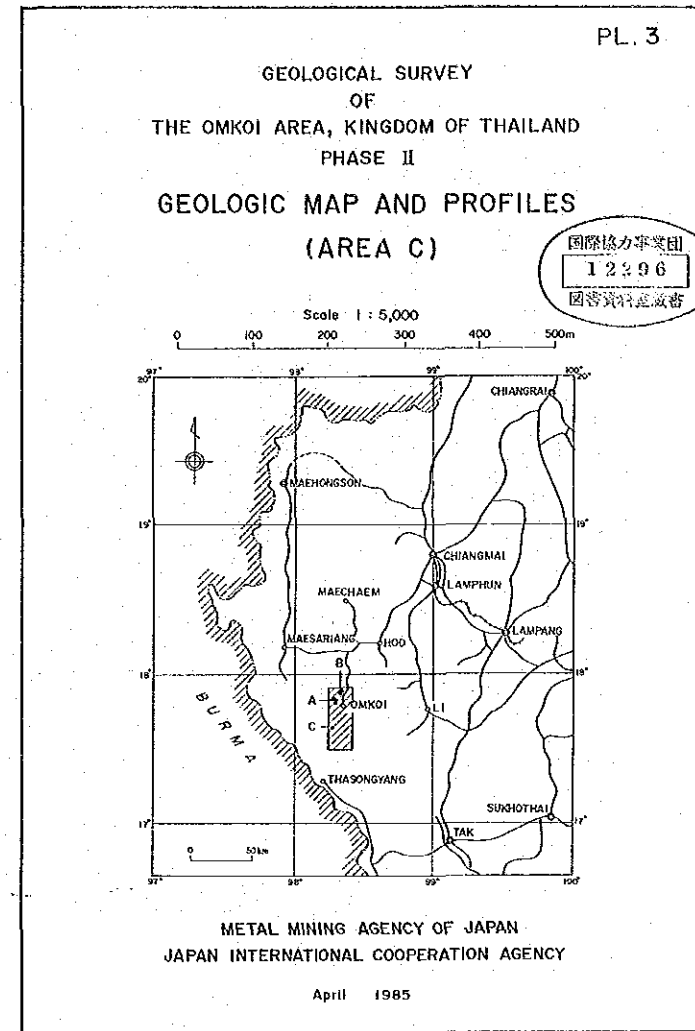 PL. 3
GEOLOGICAL SURVEY
OF
THE OMKOI AREA, KINGDOM OF THAILAND
PHASE II
GEOLOGIC MAP AND PROFILES
(AREA C)
国際協力事業団
12296
Scale 1 : 5,000
0 100 200 300 400 500m
97° 98° 99° 100°
20° 20°
CHIANGRAI
MAEHONGSON
19° 19°
CHIANGMAI
LAMPHUN
MAECHAEM
LAMPANG
MAESARIANG
HOD
B
18° 18°
A
OMKOI
LI
C
BURMA
THASONGYANG
SUKHOTHAI
17° 17°
TAK
0 50km
97° 98° 99° 100°
METAL MINING AGENCY OF JAPAN
JAPAN INTERNATIONAL COOPERATION AGENCY
April 1985